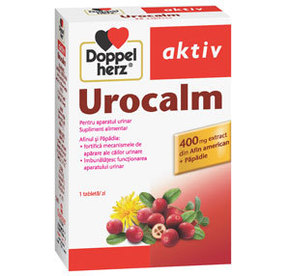 Doppel
herz®
aktiv
Urocalm
Pentru aparatul urinar
Supliment alimentar
Afinul și Păpădia:
• fortifică mecanismele de
apărare ale căilor urinare
• îmbunătățesc funcționarea
aparatului urinar
400 mg extract
din Afin american
+ Păpădie
1 tabletă/zi